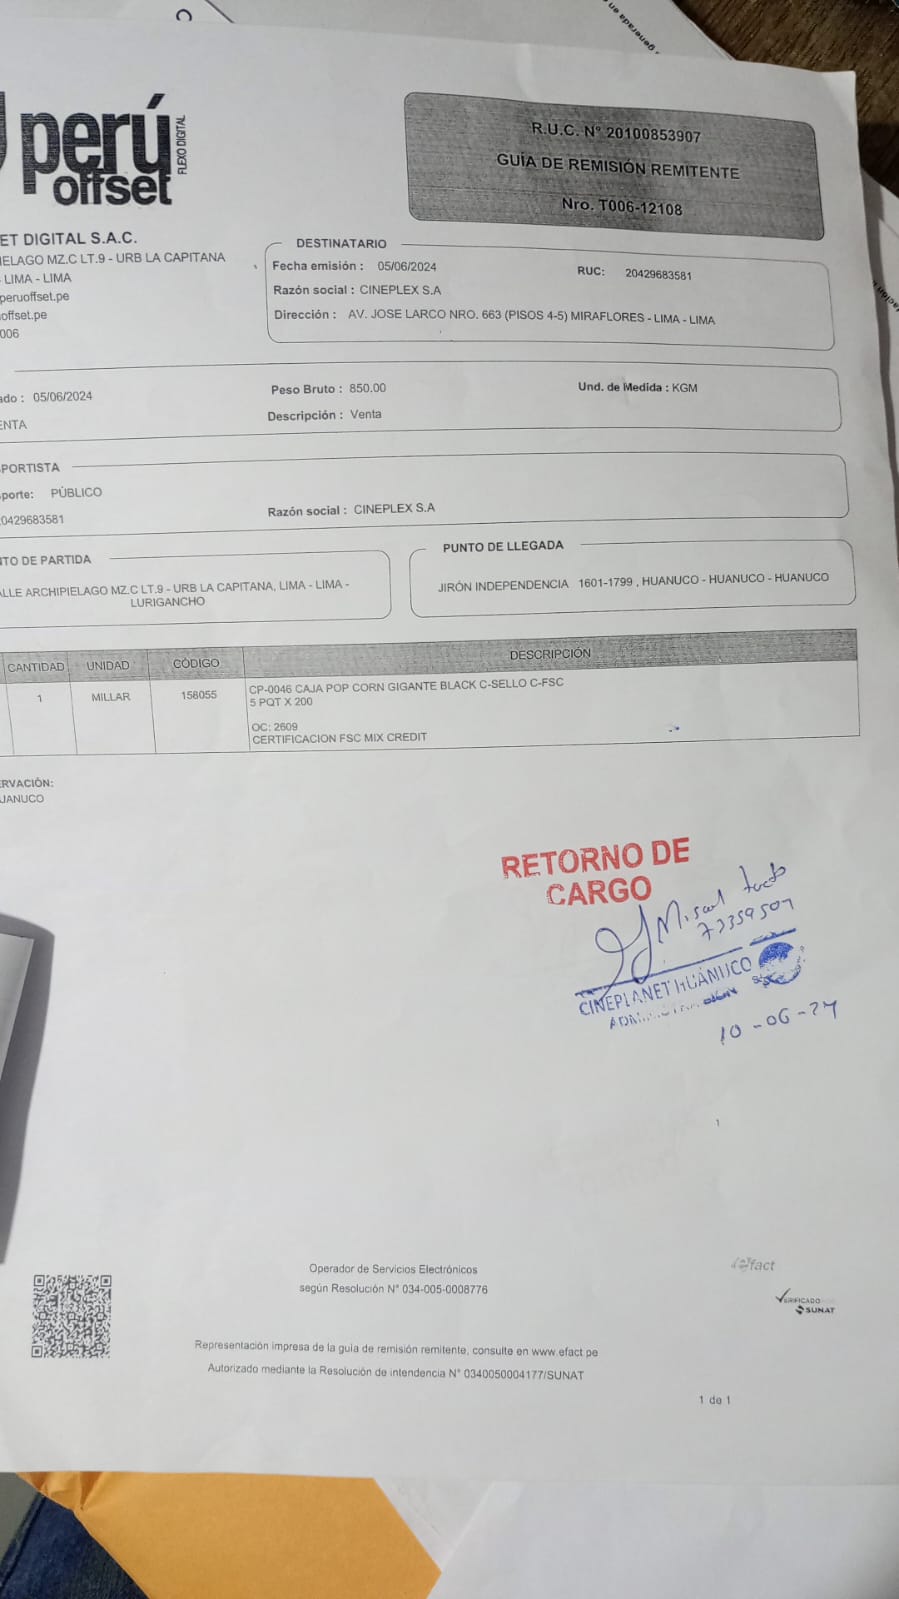 perú
offset
FLEXO DIGITAL
R.U.C. N° 20100853907
GUÍA DE REMISIÓN REMITENTE
Nro. T006-12108
ET DIGITAL S.A.C.
IELAGO MZ.C LT.9 - URB LA CAPITANA
LIMA - LIMA
peruoffset.pe
offset.pe
006
DESTINATARIO
Fecha emisión : 05/06/2024
RUC: 20429683581
Razón social : CINEPLEX S.A
Dirección : AV. JOSE LARCO NRO. 663 (PISOS 4-5) MIRAFLORES - LIMA - LIMA
ado : 05/06/2024
Peso Bruto : 850.00
Und. de Medida : KGM
ENTA
Descripción : Venta
PORTISTA
porte: PÚBLICO
0429683581
Razón social : CINEPLEX S.A
TO DE PARTIDA
ALLE ARCHIPIELAGO MZ.C LT.9 - URB LA CAPITANA, LIMA - LIMA -
LURIGANCHO
PUNTO DE LLEGADA
JIRÓN INDEPENDENCIA 1601-1799 , HUANUCO - HUANUCO - HUANUCO
CANTIDAD UNIDAD CÓDIGO DESCRIPCIÓN
1 MILLAR 158055 CP-0046 CAJA POP CORN GIGANTE BLACK C-SELLO C-FSC
5 PQT X 200
OC: 2609
CERTIFICACION FSC MIX CREDIT
ERVACIÓN:
UANUCO
RETORNO DE
CARGO
73359507
CINEPLANET HUÁNUCO
10-06-24
Operador de Servicios Electrónicos
según Resolución N° 034-005-0008776
efact
VERIFICADO
SUNAT
Representación impresa de la guía de remisión remitente, consulte en www.efact.pe
Autorizado mediante la Resolución de intendencia N° 0340050004177/SUNAT
1 de 1
generada en